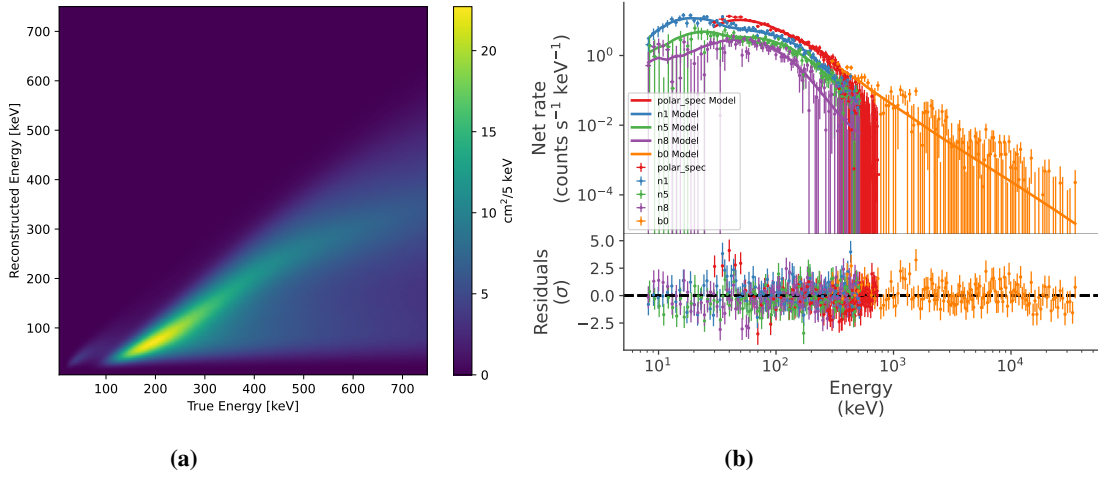 700
600
500
400
300
200
100
Reconstructed Energy [keV]
100 200 300 400 500 600 700
True Energy [keV]
20
15
10
5
0
cm²/5 keV
(a)
10⁰
10⁻²
10⁻⁴
Net rate
(counts s⁻¹ keV⁻¹)
polar_spec Model
n1 Model
n5 Model
n8 Model
b0 Model
polar_spec
n1
n5
n8
b0
5.0
2.5
0.0
−2.5
Residuals
(σ)
10¹ 10² 10³ 10⁴
Energy
(keV)
(b)